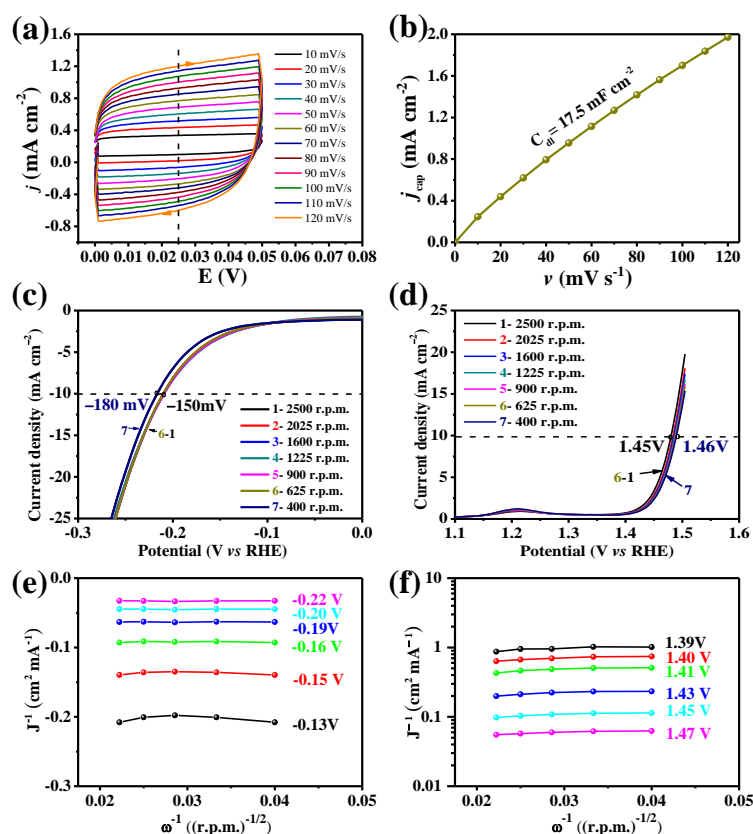 (a)
1.6
1.2
0.8
0.4
0.0
-0.4
-0.8
j (mA cm⁻²)
0.00 0.01 0.02 0.03 0.04 0.05 0.06 0.07 0.08
E (V)
10 mV/s
20 mV/s
30 mV/s
40 mV/s
50 mV/s
60 mV/s
70 mV/s
80 mV/s
90 mV/s
100 mV/s
110 mV/s
120 mV/s
(b)
2.0
1.6
1.2
0.8
0.4
0.0
j_cap (mA cm⁻²)
C_dl = 17.5 mF cm⁻²
0 20 40 60 80 100 120
v (mV s⁻¹)
(c)
0
-5
-10
-15
-20
-25
Current density (mA cm⁻²)
−180 mV
−150mV
7
6-1
1- 2500 r.p.m.
2- 2025 r.p.m.
3- 1600 r.p.m.
4- 1225 r.p.m.
5- 900 r.p.m.
6- 625 r.p.m.
7- 400 r.p.m.
-0.3 -0.2 -0.1 0.0
Potential (V vs RHE)
(d)
25
20
15
10
5
0
Current density (mA cm⁻²)
1- 2500 r.p.m.
2- 2025 r.p.m.
3- 1600 r.p.m.
4- 1225 r.p.m.
5- 900 r.p.m.
6- 625 r.p.m.
7- 400 r.p.m.
1.45V
1.46V
6-1
7
1.1 1.2 1.3 1.4 1.5 1.6
Potential (V vs RHE)
(e)
0.0
-0.1
-0.2
-0.3
J⁻¹ (cm² mA⁻¹)
-0.22 V
-0.20 V
-0.19V
-0.16 V
-0.15 V
-0.13V
0.02 0.03 0.04 0.05
ω⁻¹ ((r.p.m.)⁻¹/²)
(f)
10
1
0.1
0.01
J⁻¹ (cm² mA⁻¹)
1.39V
1.40 V
1.41 V
1.43 V
1.45 V
1.47 V
0.02 0.03 0.04 0.05
ω⁻¹ ((r.p.m.)⁻¹/²)